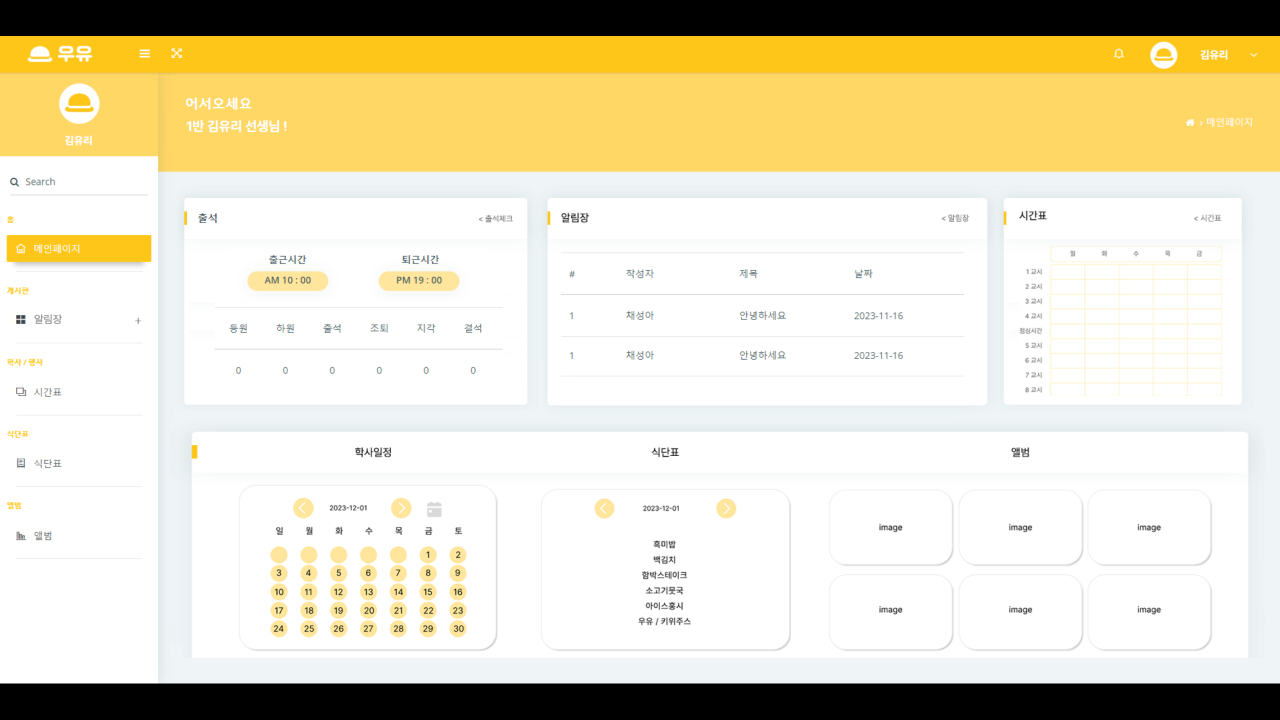 우유
김유리
김유리
어서오세요
1반 김유리 선생님 !
> 메인페이지
Search
홈
메인페이지
게시판
알림장 +
학사 / 행사
시간표
식단표
식단표
앨범
앨범
출석
< 출석체크
출근시간 퇴근시간
AM 10 : 00 PM 19 : 00
등원 하원 출석 조퇴 지각 결석
0 0 0 0 0 0
알림장
< 알림장
# 작성자 제목 날짜
1 채성아 안녕하세요 2023-11-16
1 채성아 안녕하세요 2023-11-16
시간표
< 시간표
월 화 수 목 금
1 교시
2 교시
3 교시
4 교시
점심시간
5 교시
6 교시
7 교시
8 교시
학사일정
2023-12-01
일 월 화 수 목 금 토
1 2
3 4 5 6 7 8 9
10 11 12 13 14 15 16
17 18 19 20 21 22 23
24 25 26 27 28 29 30
식단표
2023-12-01
흑미밥
백김치
함박스테이크
소고기뭇국
아이스홍시
우유 / 키위주스
앨범
image image image
image image image